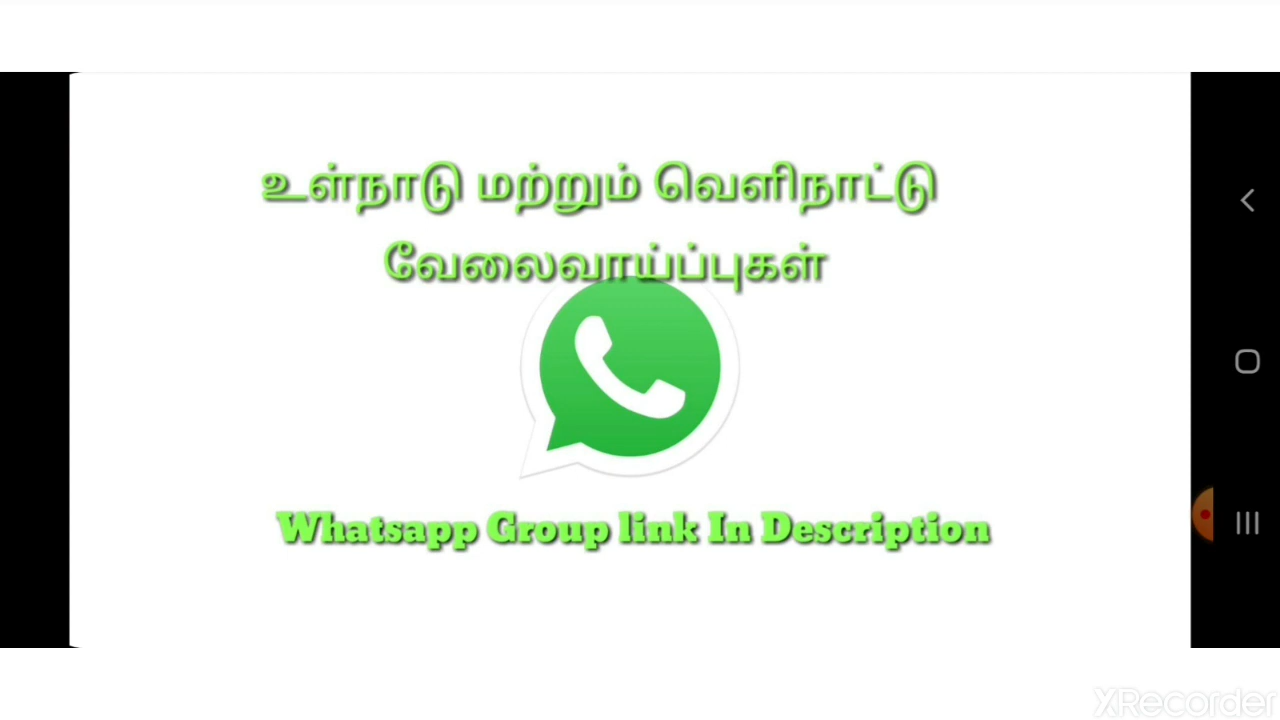 உள்நாடு மற்றும் வெளிநாட்டு
வேலைவாய்ப்புகள்
Whatsapp Group link In Description
XRecorder